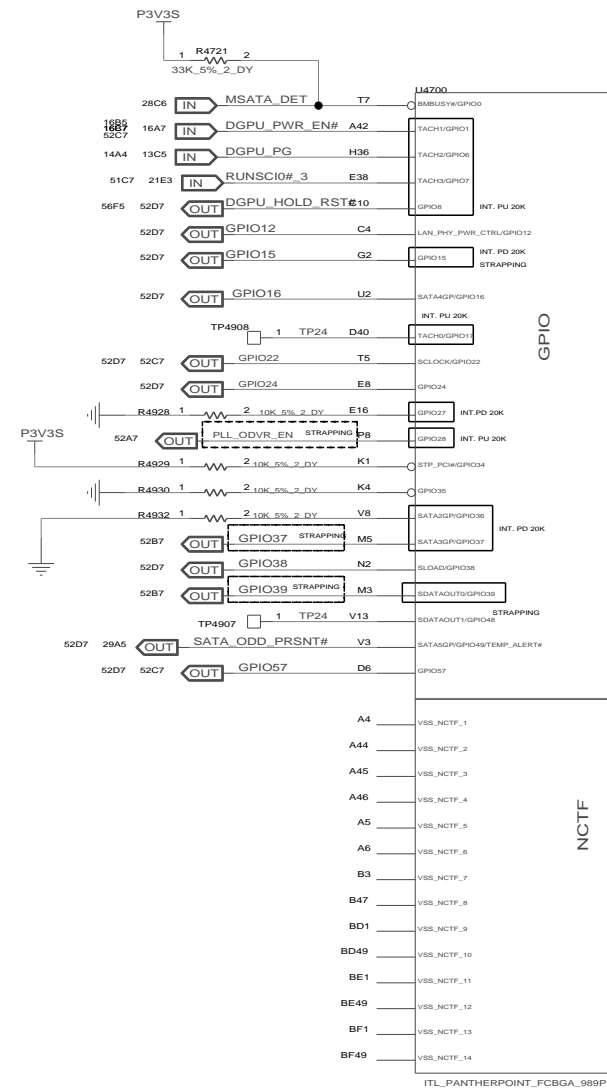 P3V3S
1 R4721 2
33K_5%_2_DY
U4700
28C6 IN MSATA_DET T7 BMBUSY#/GPIO0
16B5
16B7 16A7 IN DGPU_PWR_EN# A42 TACH1/GPIO1
52C7
14A4 13C5 IN DGPU_PG H36 TACH2/GPIO6
51C7 21E3 IN RUNSCI0#_3 E38 TACH3/GPIO7
56F5 52D7 OUT DGPU_HOLD_RST# C10 GPIO8 INT. PU 20K
52D7 OUT GPIO12 C4 LAN_PHY_PWR_CTRL/GPIO12
52D7 OUT GPIO15 G2 GPIO15 INT. PD 20K
STRAPPING
52D7 OUT GPIO16 U2 SATA4GP/GPIO16
INT. PU 20K
TP4908 1 TP24 D40 TACH0/GPIO17
GPIO
52D7 52C7 OUT GPIO22 T5 SCLOCK/GPIO22
52D7 OUT GPIO24 E8 GPIO24
R4928 1 2 10K_5%_2_DY E16 GPIO27 INT.PD 20K
P3V3S
52A7 OUT PLL_ODVR_EN STRAPPING P8 GPIO28 INT. PU 20K
R4929 1 2 10K_5%_2_DY K1 STP_PCI#/GPIO34
R4930 1 2 10K_5%_2_DY K4 GPIO35
R4932 1 2 10K_5%_2_DY V8 SATA2GP/GPIO36
INT. PD 20K
52B7 OUT GPIO37 STRAPPING M5 SATA3GP/GPIO37
52D7 OUT GPIO38 N2 SLOAD/GPIO38
52B7 OUT GPIO39 STRAPPING M3 SDATAOUT0/GPIO39
STRAPPING
TP4907 1 TP24 V13 SDATAOUT1/GPIO48
52D7 29A5 OUT SATA_ODD_PRSNT# V3 SATA5GP/GPIO49/TEMP_ALERT#
52D7 52C7 OUT GPIO57 D6 GPIO57
A4 VSS_NCTF_1
A44 VSS_NCTF_2
A45 VSS_NCTF_3
A46 VSS_NCTF_4
A5 VSS_NCTF_5
NCTF
A6 VSS_NCTF_6
B3 VSS_NCTF_7
B47 VSS_NCTF_8
BD1 VSS_NCTF_9
BD49 VSS_NCTF_10
BE1 VSS_NCTF_11
BE49 VSS_NCTF_12
BF1 VSS_NCTF_13
BF49 VSS_NCTF_14
ITL_PANTHERPOINT_FCBGA_989P